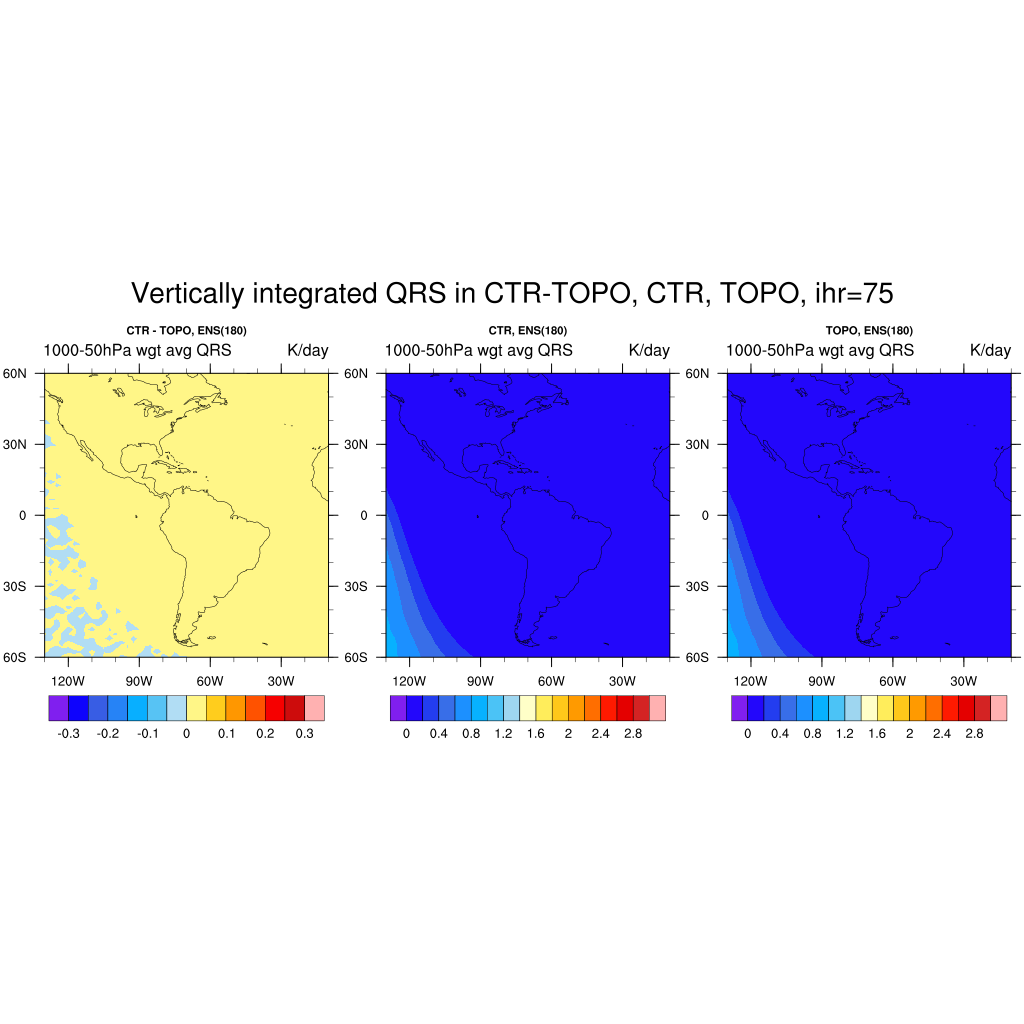 Vertically integrated QRS in CTR-TOPO, CTR, TOPO, ihr=75
CTR - TOPO, ENS(180)
1000-50hPa wgt avg QRS K/day
60N
30N
0
30S
60S
120W 90W 60W 30W
-0.3 -0.2 -0.1 0 0.1 0.2 0.3
CTR, ENS(180)
1000-50hPa wgt avg QRS K/day
60N
30N
0
30S
60S
120W 90W 60W 30W
0 0.4 0.8 1.2 1.6 2 2.4 2.8
TOPO, ENS(180)
1000-50hPa wgt avg QRS K/day
60N
30N
0
30S
60S
120W 90W 60W 30W
0 0.4 0.8 1.2 1.6 2 2.4 2.8